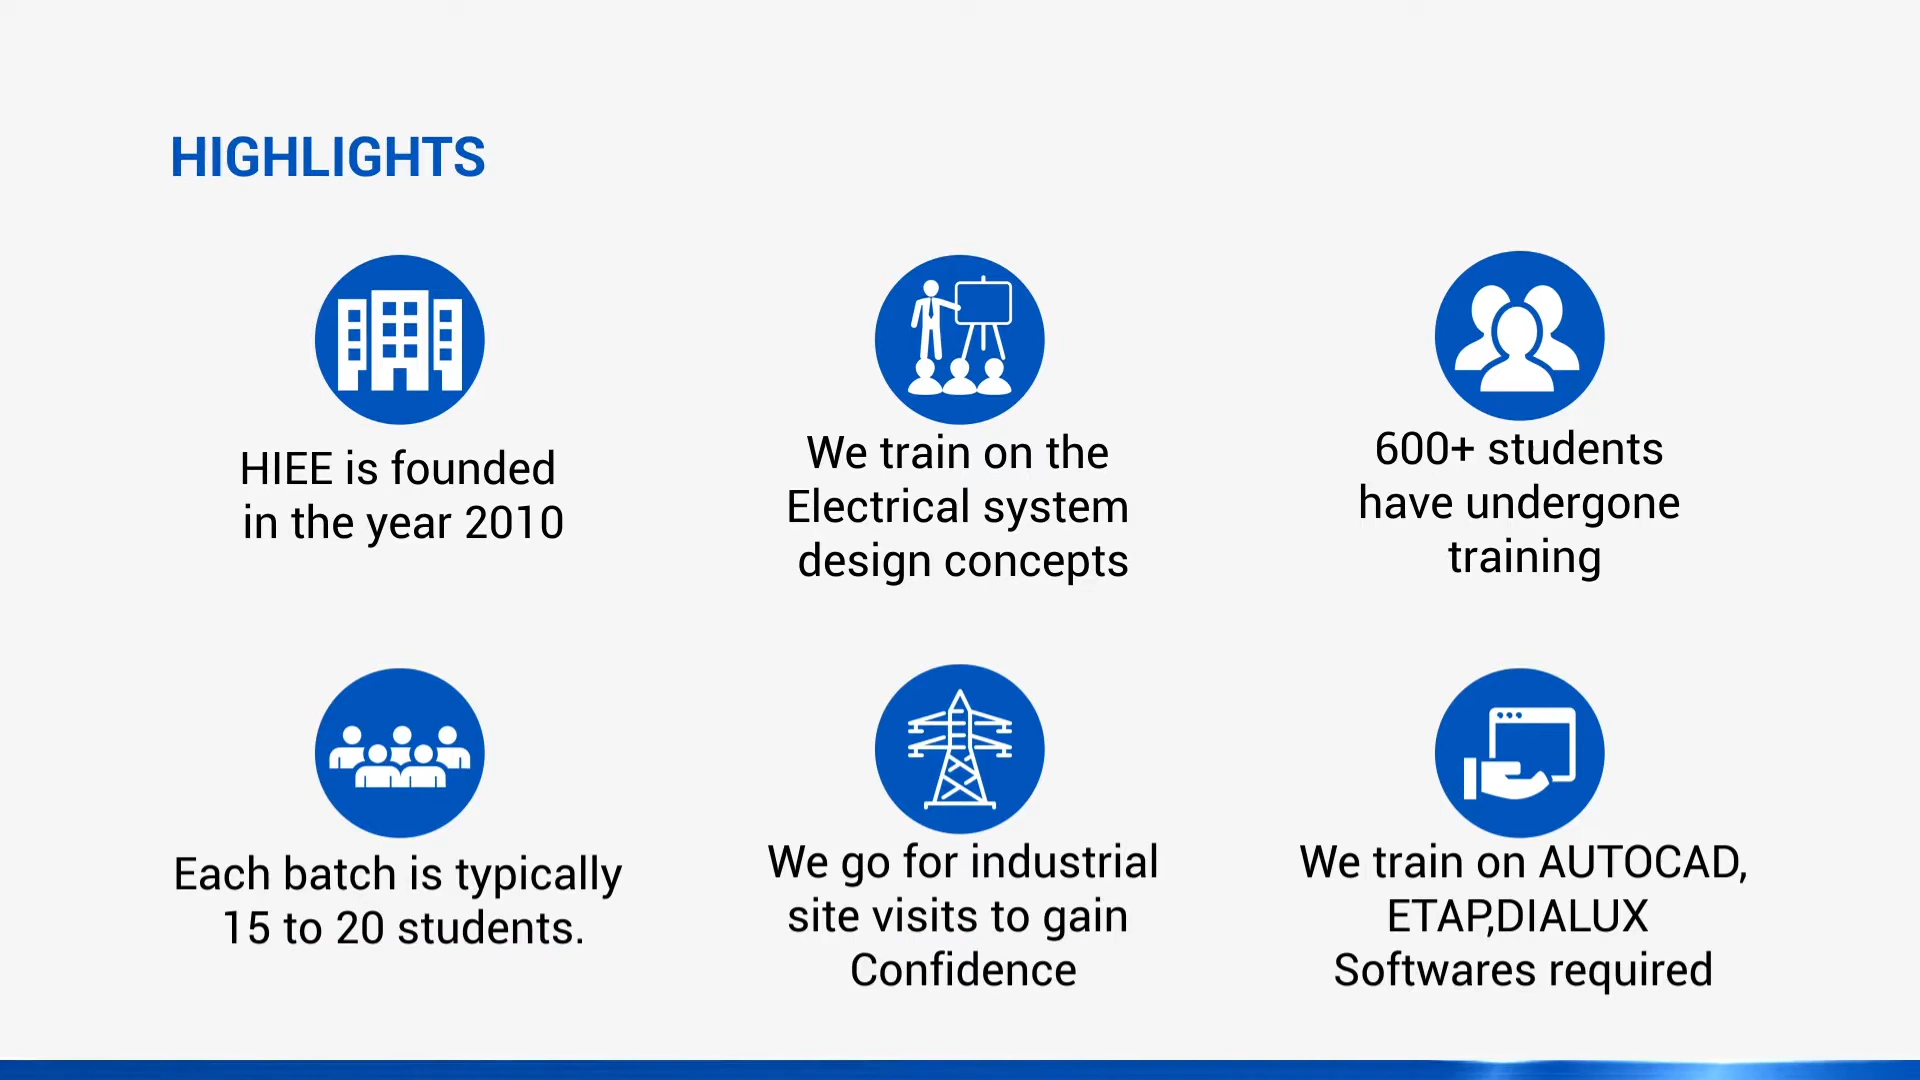 HIGHLIGHTS
HIEE is founded
in the year 2010
We train on the
Electrical system
design concepts
600+ students
have undergone
training
Each batch is typically
15 to 20 students.
We go for industrial
site visits to gain
Confidence
We train on AUTOCAD,
ETAP,DIALUX
Softwares required